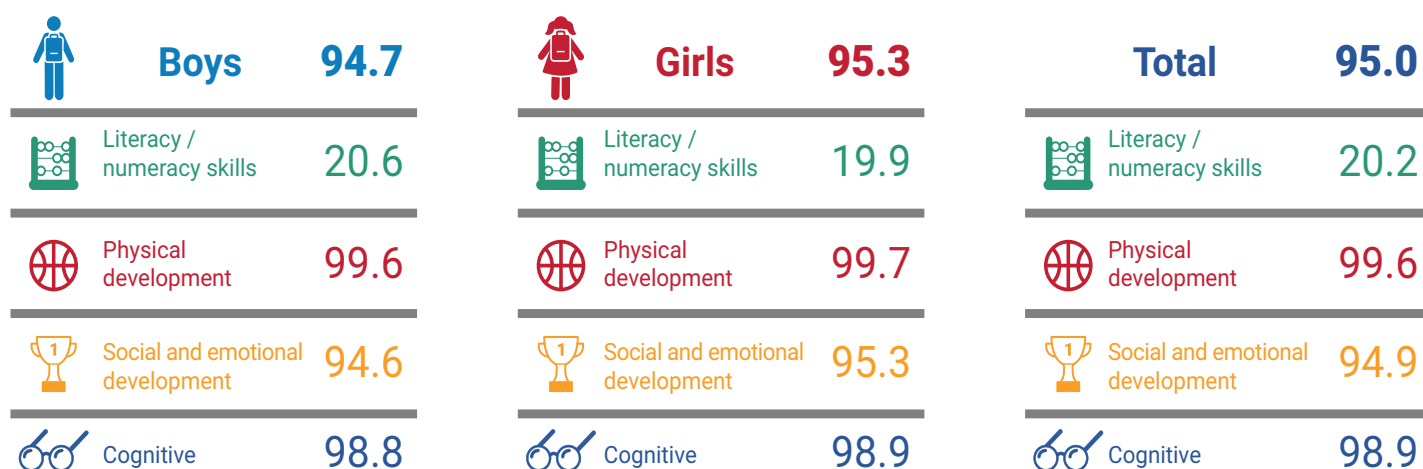 Boys 94.7
Literacy /
numeracy skills 20.6
Physical
development 99.6
1
Social and emotional
development 94.6
Cognitive 98.8
Girls 95.3
Literacy /
numeracy skills 19.9
Physical
development 99.7
1
Social and emotional
development 95.3
Cognitive 98.9
Total 95.0
Literacy /
numeracy skills 20.2
Physical
development 99.6
1
Social and emotional
development 94.9
Cognitive 98.9